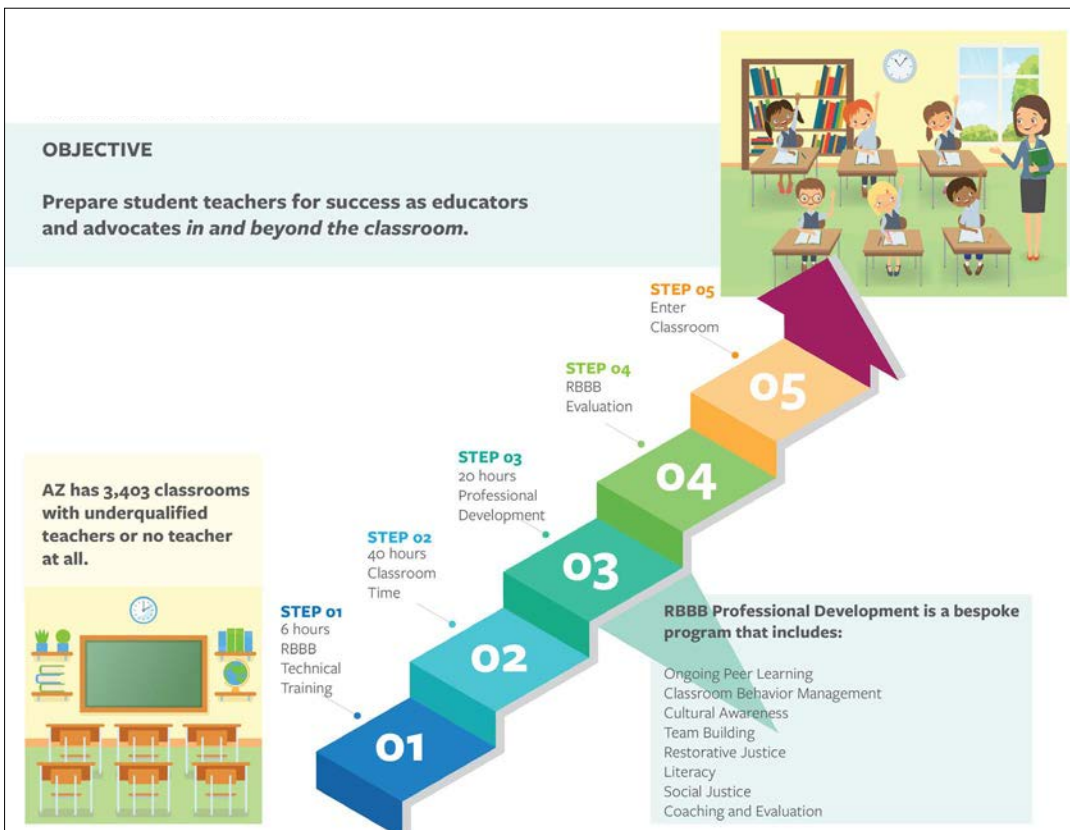 OBJECTIVE
Prepare student teachers for success as educators
and advocates in and beyond the classroom.
STEP 05
Enter
Classroom
STEP 04
RBBB
Evaluation
STEP 03
20 hours
Professional
Development
STEP 02
40 hours
Classroom
Time
STEP 01
6 hours
RBBB
Technical
Training
05
04
03
02
01
AZ has 3,403 classrooms
with underqualified
teachers or no teacher
at all.
RBBB Professional Development is a bespoke
program that includes:
Ongoing Peer Learning
Classroom Behavior Management
Cultural Awareness
Team Building
Restorative Justice
Literacy
Social Justice
Coaching and Evaluation